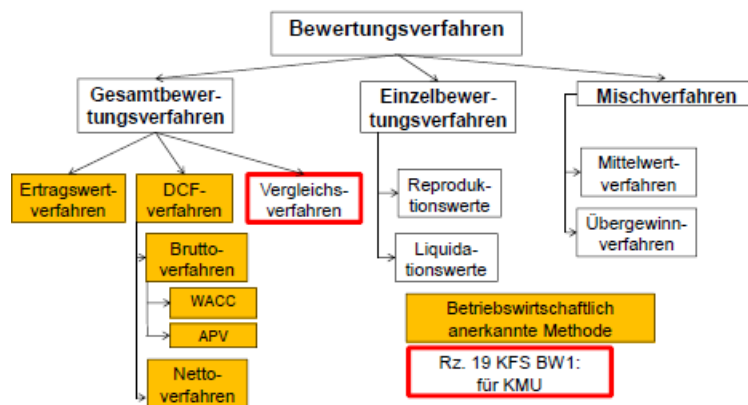 Bewertungsverfahren
Gesamtbewer-
tungsverfahren
Einzelbewer-
tungsverfahren
Mischverfahren
Ertragswert-
verfahren
DCF-
verfahren
Vergleichs-
verfahren
Brutto-
verfahren
WACC
APV
Netto-
verfahren
Reproduk-
tionswerte
Liquida-
tionswerte
Mittelwert-
verfahren
Übergewinn-
verfahren
Betriebswirtschaftlich
anerkannte Methode
Rz. 19 KFS BW1:
für KMU